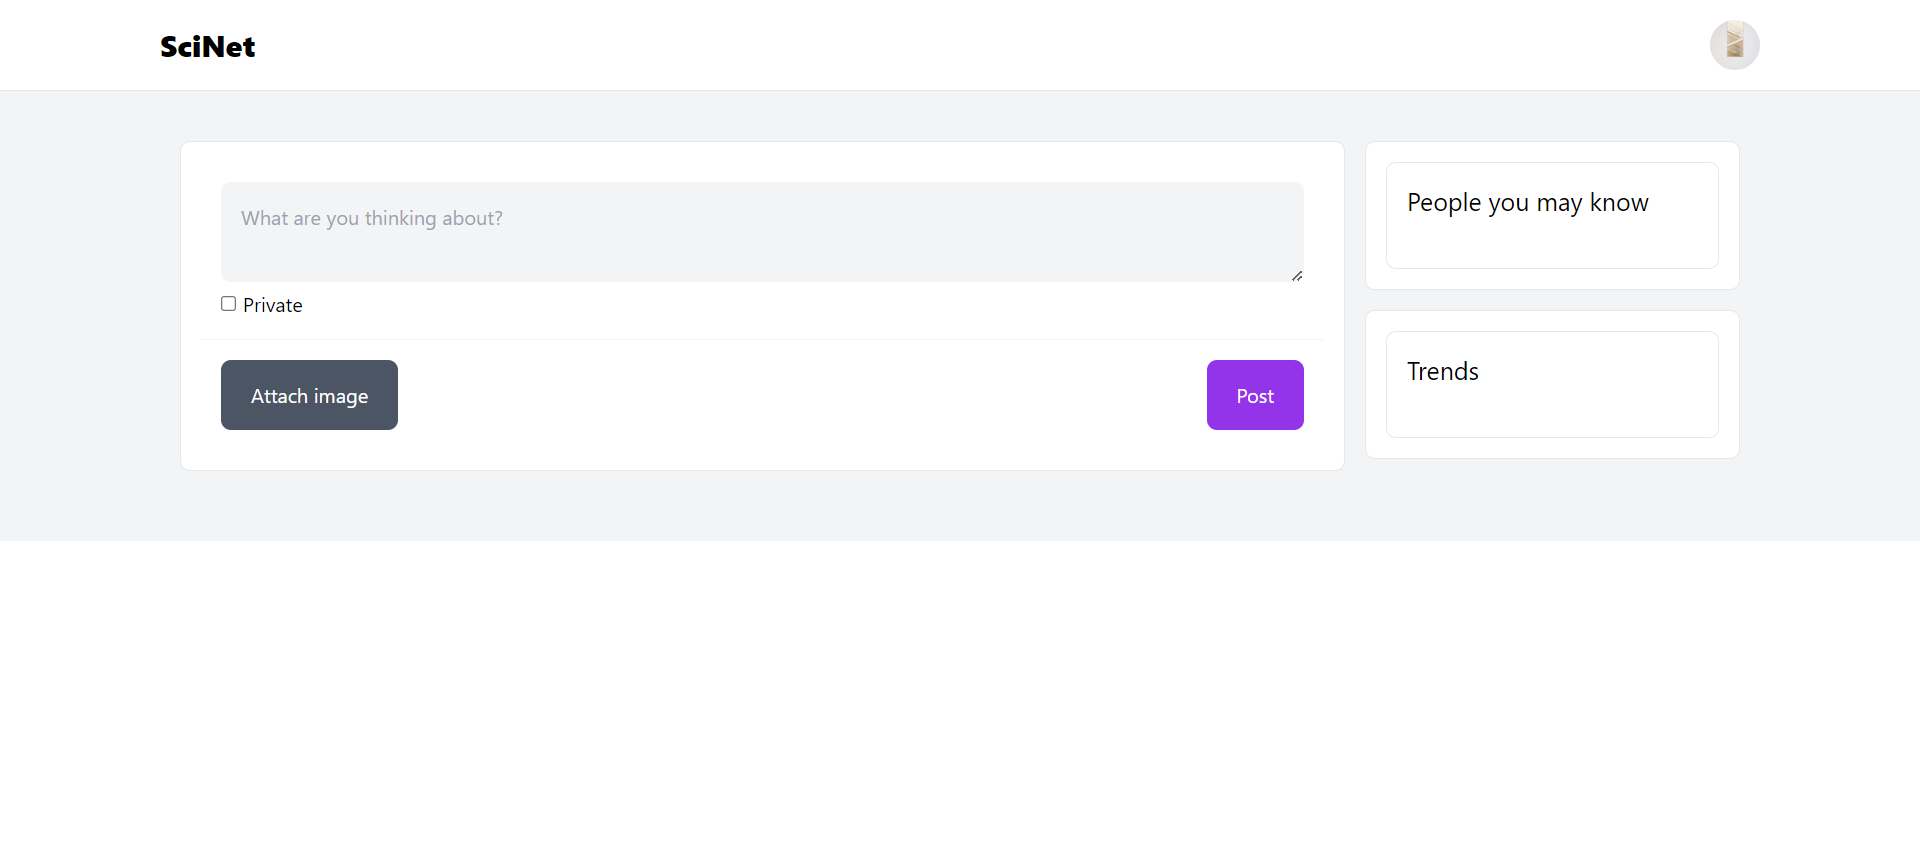 SciNet
What are you thinking about?
Private
Attach image
Post
People you may know
Trends